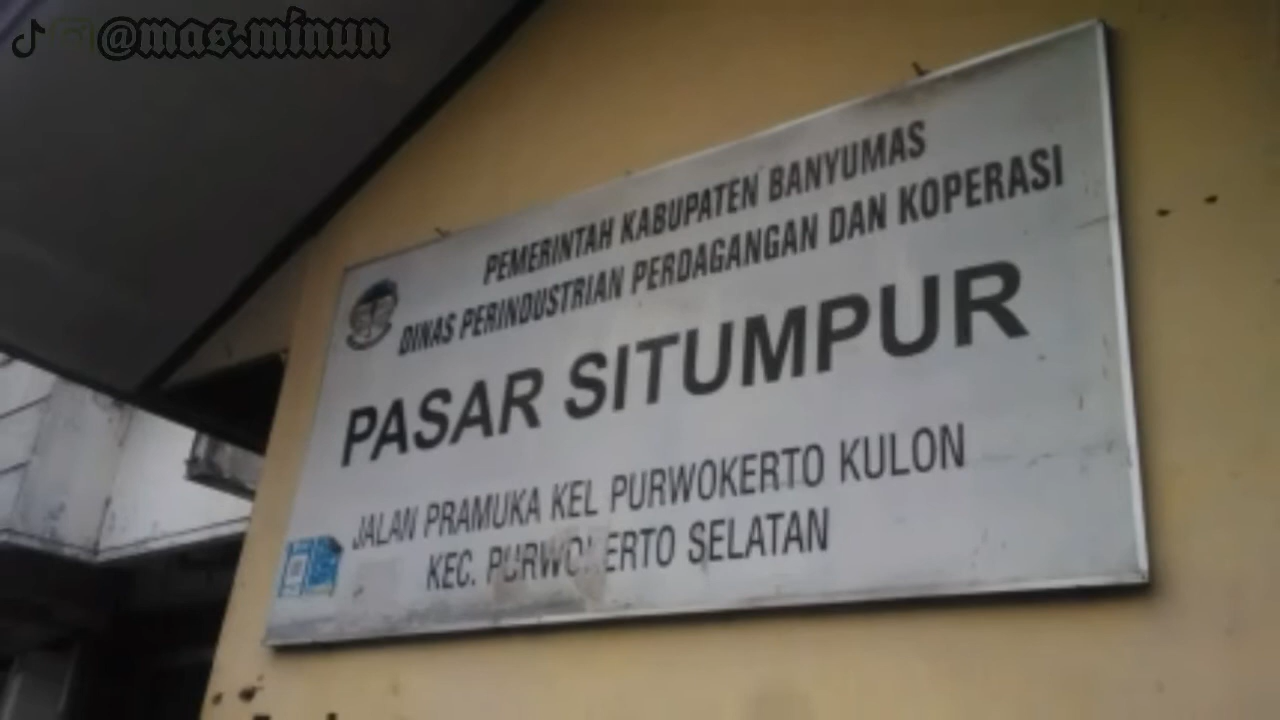 @mas.minun
PEMERINTAH KABUPATEN BANYUMAS
DINAS PERINDUSTRIAN PERDAGANGAN DAN KOPERASI
PASAR SITUMPUR
JALAN PRAMUKA KEL PURWOKERTO KULON
KEC. PURWOKERTO SELATAN